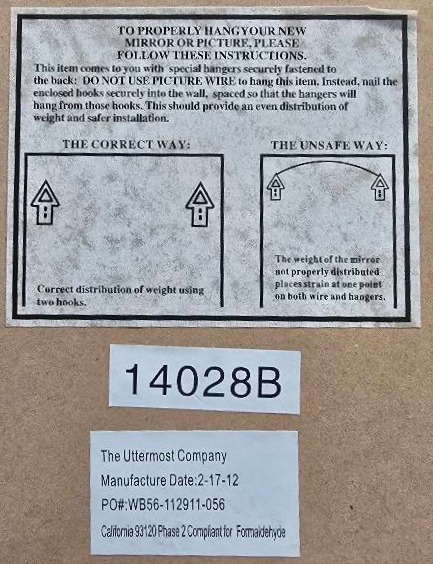 TO PROPERLY HANGYOUR NEW
MIRROR OR PICTURE, PLEASE
FOLLOW THESE INSTRUCTIONS.
This item comes to you with special hangers securely fastened to
the back: DO NOT USE PICTURE WIRE to hang this item. Instead, nail the
enclosed hooks securely into the wall, spaced so that the hangers will
hang from those hooks. This should provide an even distribution of
weight and safer installation.
THE CORRECT WAY:
Correct distribution of weight using
two hooks.
THE UNSAFE WAY:
The weight of the mirror
not properly distributed
places strain at one point
on both wire and hangers.
14028B
The Uttermost Company
Manufacture Date:2-17-12
PO#:WB56-112911-056
California 93120 Phase 2 Compliant for Formaldehyde